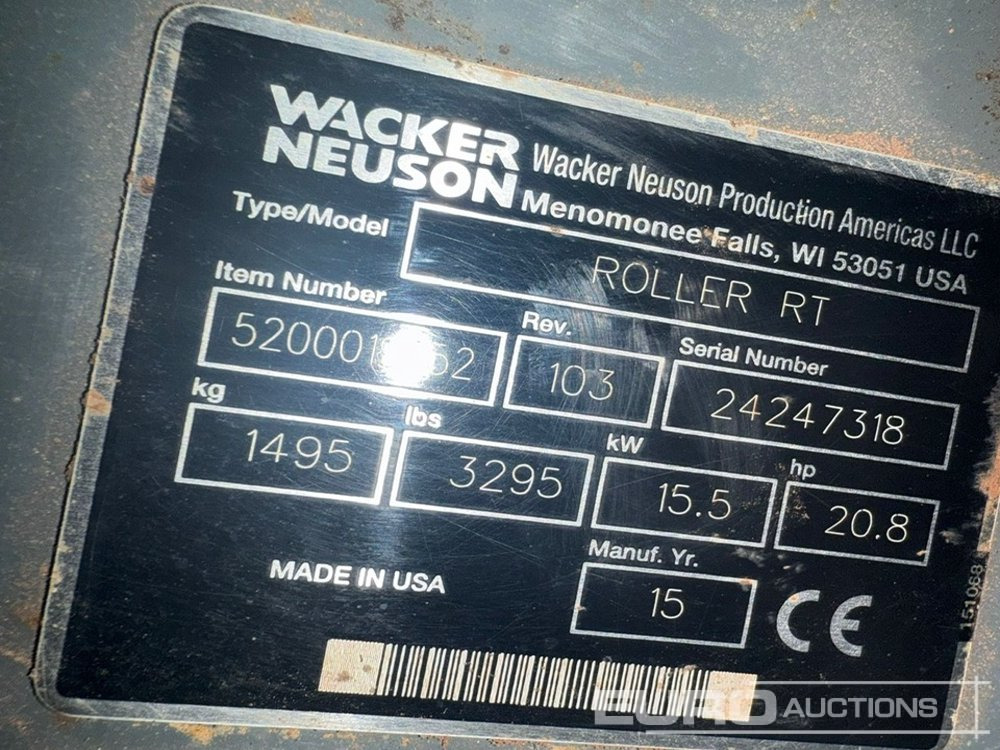 WACKER
NEUSON
Wacker Neuson Production Americas LLC
Menomonee Falls, WI 53051 USA
Type/Model
ROLLER RT
Item Number
Rev.
103
Serial Number
24247318
kg
1495
lbs
3295
kW
15.5
hp
20.8
Manuf. Yr.
15
MADE IN USA
CE
EURO AUCTIONS